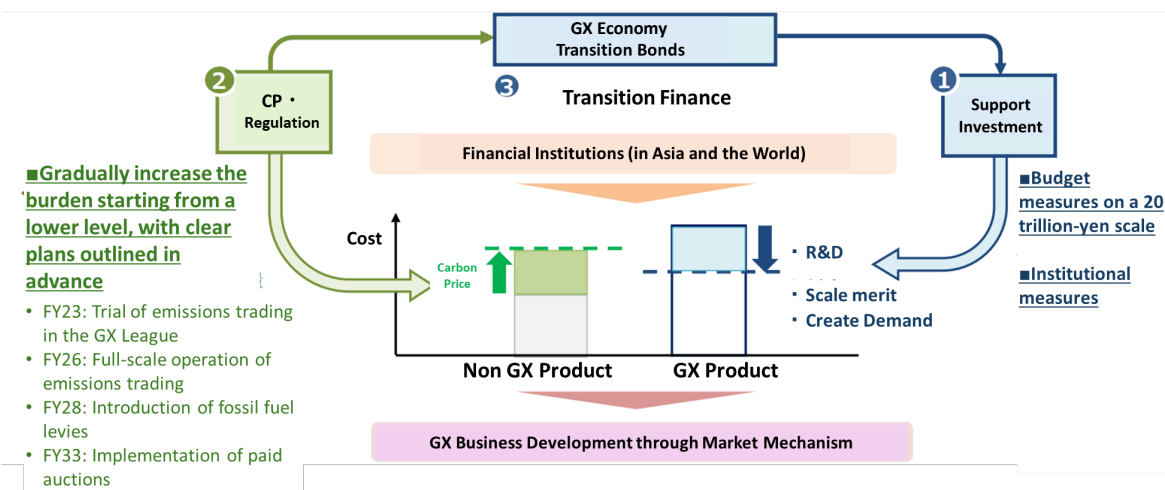 GX Economy
Transition Bonds
❷
CP・
Regulation
❸
Transition Finance
❶
Support
Investment
Financial Institutions (in Asia and the World)
■Gradually increase the
burden starting from a
lower level, with clear
plans outlined in
advance
• FY23: Trial of emissions trading
in the GX League
• FY26: Full-scale operation of
emissions trading
• FY28: Introduction of fossil fuel
levies
• FY33: Implementation of paid
auctions
Cost
Carbon
Price
Non GX Product
GX Product
・ R&D
・ Scale merit
・ Create Demand
■Budget
measures on a 20
trillion-yen scale
■Institutional
measures
GX Business Development through Market Mechanism